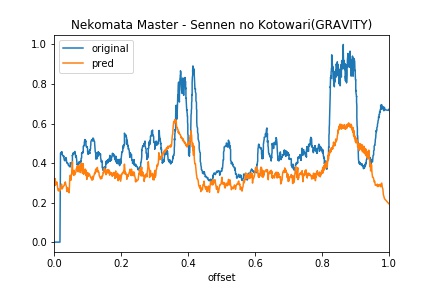 Nekomata Master - Sennen no Kotowari(GRAVITY)
original
pred
1.0
0.8
0.6
0.4
0.2
0.0
0.0 0.2 0.4 0.6 0.8 1.0
offset